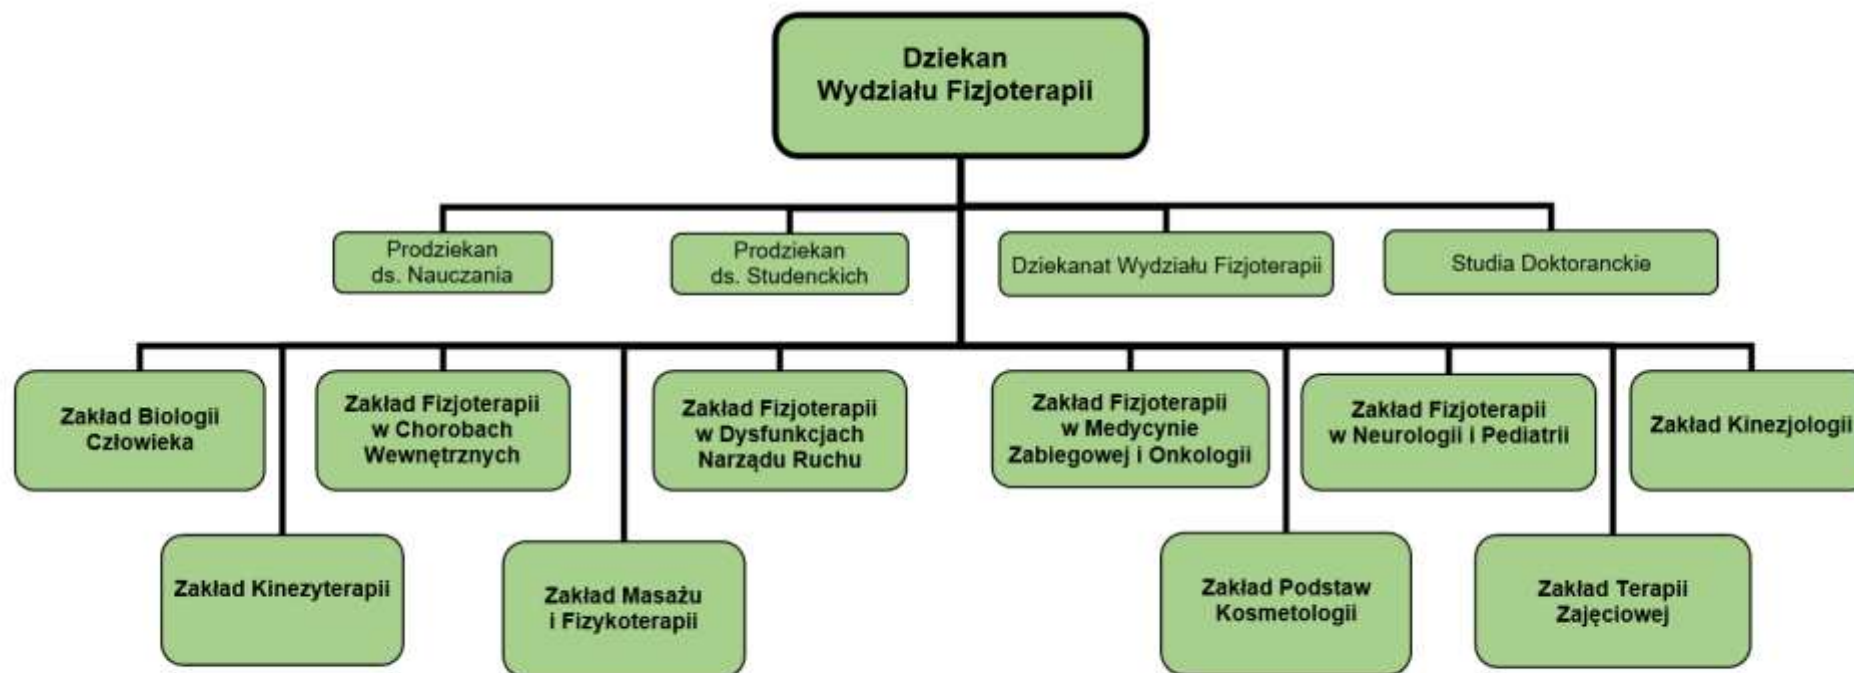 Dziekan
Wydziału Fizjoterapii
Prodziekan
ds. Nauczania
Prodziekan
ds. Studenckich
Dziekanat Wydziału Fizjoterapii
Studia Doktoranckie
Zakład Biologii
Człowieka
Zakład Fizjoterapii
w Chorobach
Wewnętrznych
Zakład Fizjoterapii
w Dysfunkcjach
Narządu Ruchu
Zakład Fizjoterapii
w Medycynie
Zabiegowej i Onkologii
Zakład Fizjoterapii
w Neurologii i Pediatrii
Zakład Kinezjologii
Zakład Kinezyterapii
Zakład Masażu
i Fizykoterapii
Zakład Podstaw
Kosmetologii
Zakład Terapii
Zajęciowej